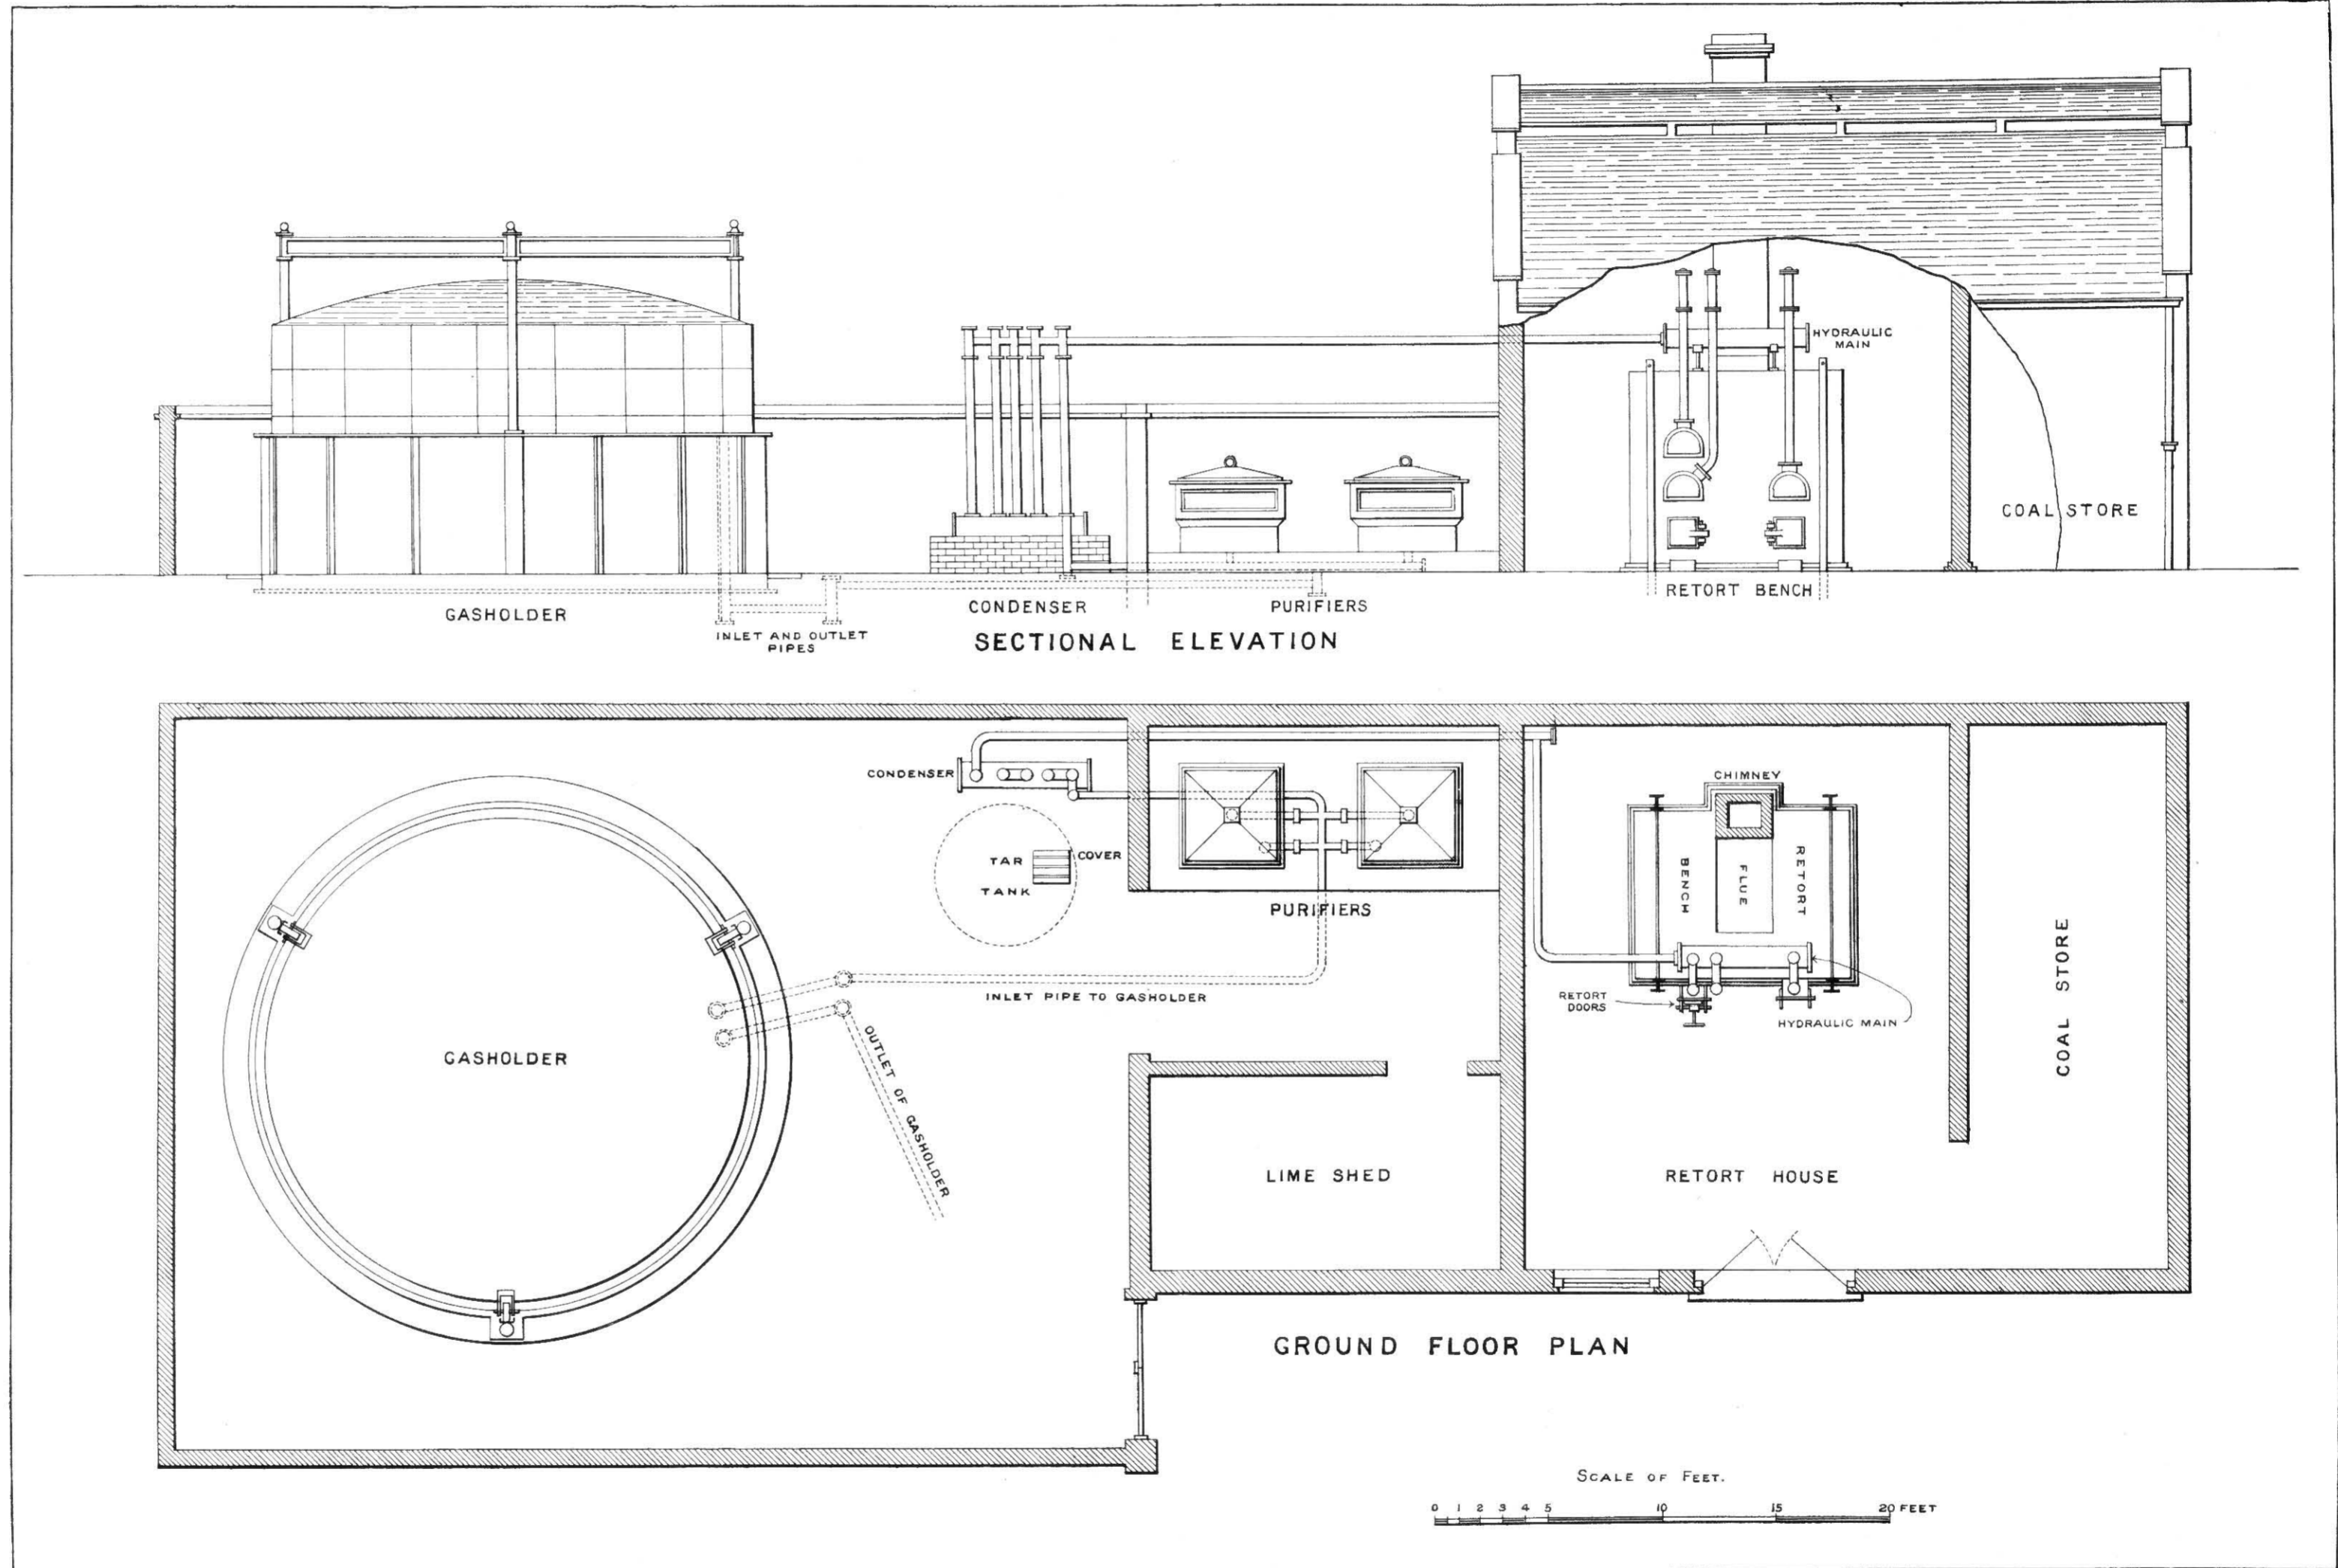 HYDRAULIC
MAIN
COAL STORE
GASHOLDER
CONDENSER
PURIFIERS
RETORT BENCH
INLET AND OUTLET
PIPES
SECTIONAL ELEVATION
CONDENSER
CHIMNEY
TAR
TANK
COVER
BENCH
FLUE
RETORT
PURIFIERS
COAL STORE
INLET PIPE TO GASHOLDER
RETORT
DOORS
HYDRAULIC MAIN
GASHOLDER
OUTLET OF GASHOLDER
LIME SHED
RETORT HOUSE
GROUND FLOOR PLAN
SCALE OF FEET.
0 1 2 3 4 5 10 15 20 FEET